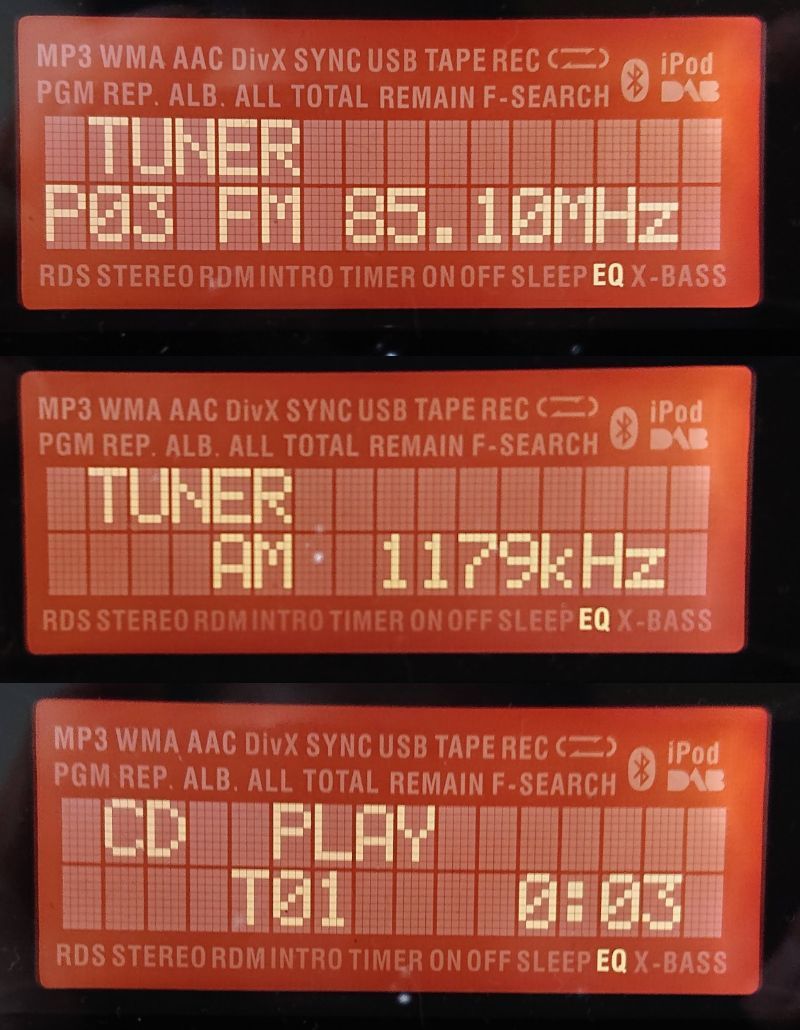 MP3 WMA AAC DivX SYNC USB TAPE REC iPod
PGM REP. ALB. ALL TOTAL REMAIN F-SEARCH DAB
TUNER
P03 FM 85.10MHz
RDS STEREO RDM INTRO TIMER ON OFF SLEEP EQ X-BASS
MP3 WMA AAC DivX SYNC USB TAPE REC iPod
PGM REP. ALB. ALL TOTAL REMAIN F-SEARCH DAB
TUNER
AM 1179kHz
RDS STEREO RDM INTRO TIMER ON OFF SLEEP EQ X-BASS
MP3 WMA AAC DivX SYNC USB TAPE REC iPod
PGM REP. ALB. ALL TOTAL REMAIN F-SEARCH DAB
CD PLAY
T01 0:03
RDS STEREO RDM INTRO TIMER ON OFF SLEEP EQ X-BASS